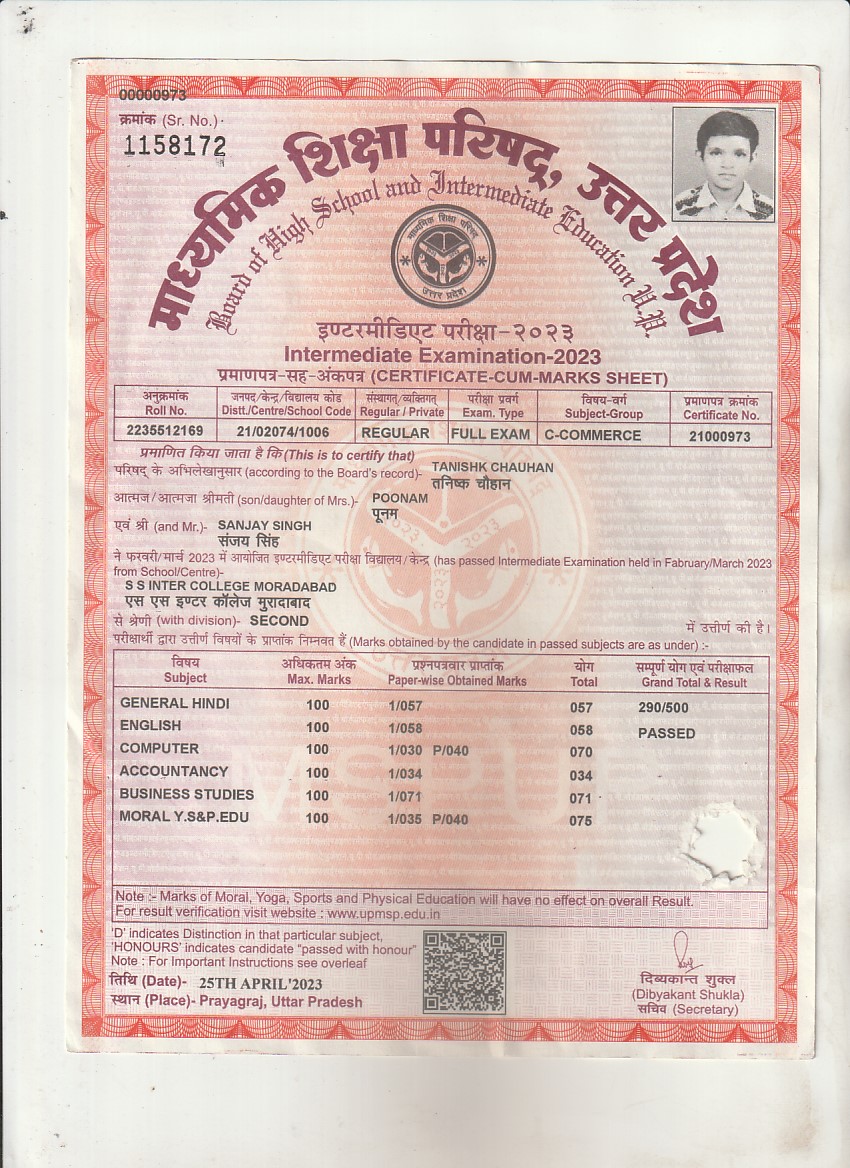 00000973
क्रमांक (Sr. No.)
1158172
माध्यमिक शिक्षा परिषद्, उत्तर प्रदेश
Board of High School and Intermediate Education U.P.
माध्यमिक शिक्षा परिषद
उत्तर प्रदेश
इण्टरमीडिएट परीक्षा-२०२३
Intermediate Examination-2023
प्रमाणपत्र-सह-अंकपत्र (CERTIFICATE-CUM-MARKS SHEET)
अनुक्रमांक जनपद/केन्द्र/विद्यालय कोड संस्थागत्/व्यक्तिगत् परीक्षा प्रवर्ग विषय-वर्ग प्रमाणपत्र क्रमांक
Roll No. Distt./Centre/School Code Regular / Private Exam. Type Subject-Group Certificate No.
2235512169 21/02074/1006 REGULAR FULL EXAM C-COMMERCE 21000973
प्रमाणित किया जाता है कि (This is to certify that)
परिषद् के अभिलेखानुसार (according to the Board's record)- TANISHK CHAUHAN
तनिष्क चौहान
आत्मज/आत्मजा श्रीमती (son/daughter of Mrs.)- POONAM
पूनम
एवं श्री (and Mr.)- SANJAY SINGH
संजय सिंह
ने फरवरी/मार्च 2023 में आयोजित इण्टरमीडिएट परीक्षा विद्यालय/केन्द्र (has passed Intermediate Examination held in Fabruary/March 2023
from School/Centre)-
S S INTER COLLEGE MORADABAD
एस एस इण्टर कॉलेज मुरादाबाद
से श्रेणी (with division)- SECOND में उत्तीर्ण की है।
परीक्षार्थी द्वारा उत्तीर्ण विषयों के प्राप्तांक निम्नवत हैं (Marks obtained by the candidate in passed subjects are as under) :-
विषय अधिकतम अंक प्रश्नपत्रवार प्राप्तांक योग सम्पूर्ण योग एवं परीक्षाफल
Subject Max. Marks Paper-wise Obtained Marks Total Grand Total & Result
GENERAL HINDI 100 1/057 057 290/500
ENGLISH 100 1/058 058 PASSED
COMPUTER 100 1/030 P/040 070
ACCOUNTANCY 100 1/034 034
BUSINESS STUDIES 100 1/071 071
MORAL Y.S&P.EDU 100 1/035 P/040 075
Note :- Marks of Moral, Yoga, Sports and Physical Education will have no effect on overall Result.
For result verification visit website : www.upmsp.edu.in
'D' indicates Distinction in that particular subject,
'HONOURS' indicates candidate "passed with honour"
Note : For Important Instructions see overleaf
तिथि (Date)- 25TH APRIL'2023
स्थान (Place)- Prayagraj, Uttar Pradesh
दिव्यकान्त शुक्ल
(Dibyakant Shukla)
सचिव (Secretary)